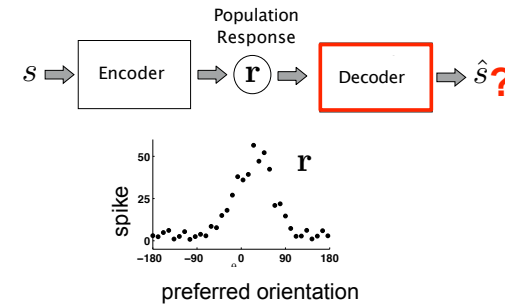 Population
Response
s
Encoder
r
Decoder
ŝ ?
r
50
25
0
spike
-180 -90 0 90 180
preferred orientation